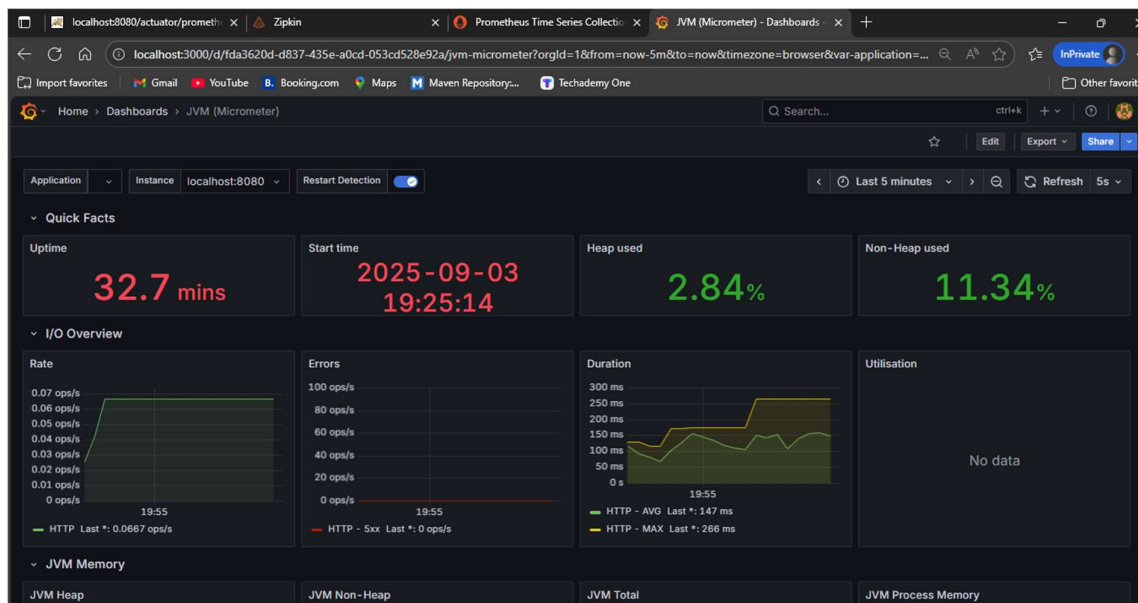 localhost:8080/actuator/prometh
Zipkin
Prometheus Time Series Collectio
JVM (Micrometer) - Dashboards -
localhost:3000/d/fda3620d-d837-435e-a0cd-053cd528e92a/jvm-micrometer?orgId=1&from=now-5m&to=now&timezone=browser&var-application=...
InPrivate
Import favorites
Gmail
YouTube
Booking.com
Maps
Maven Repository:...
Techademy One
Other favorit
Home > Dashboards > JVM (Micrometer)
Search...
ctrl+k
Edit
Export
Share
Application
Instance
localhost:8080
Restart Detection
Last 5 minutes
Refresh
5s
Quick Facts
Uptime
32.7 mins
Start time
2025-09-03
19:25:14
Heap used
2.84%
Non-Heap used
11.34%
I/O Overview
Rate
0.07 ops/s
0.06 ops/s
0.05 ops/s
0.04 ops/s
0.03 ops/s
0.02 ops/s
0.01 ops/s
0 ops/s
19:55
HTTP Last *: 0.0667 ops/s
Errors
100 ops/s
80 ops/s
60 ops/s
40 ops/s
20 ops/s
0 ops/s
19:55
HTTP - 5xx Last *: 0 ops/s
Duration
300 ms
250 ms
200 ms
150 ms
100 ms
50 ms
0 s
19:55
HTTP - AVG Last *: 147 ms
HTTP - MAX Last *: 266 ms
Utilisation
No data
JVM Memory
JVM Heap
JVM Non-Heap
JVM Total
JVM Process Memory